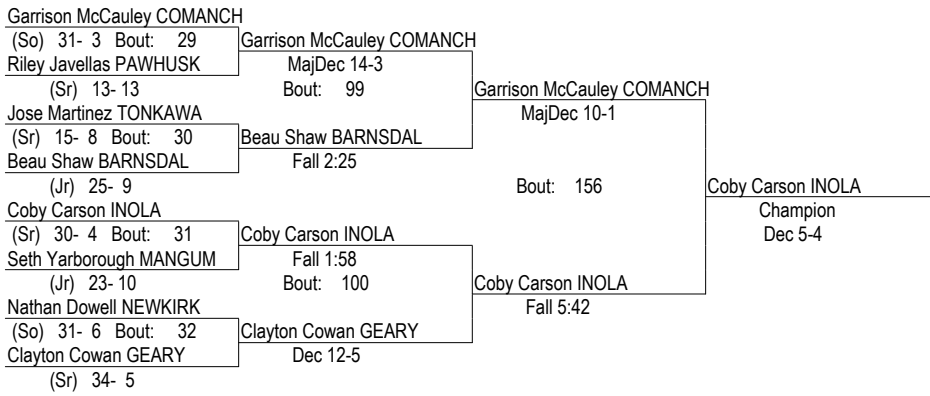 Garrison McCauley COMANCH
(So) 31- 3 Bout: 29
Garrison McCauley COMANCH
Riley Javellas PAWHUSK
MajDec 14-3
(Sr) 13- 13
Bout: 99
Garrison McCauley COMANCH
Jose Martinez TONKAWA
MajDec 10-1
(Sr) 15- 8 Bout: 30
Beau Shaw BARNSDAL
Beau Shaw BARNSDAL
Fall 2:25
(Jr) 25- 9
Bout: 156
Coby Carson INOLA
Coby Carson INOLA
Champion
(Sr) 30- 4 Bout: 31
Coby Carson INOLA
Dec 5-4
Seth Yarborough MANGUM
Fall 1:58
(Jr) 23- 10
Bout: 100
Coby Carson INOLA
Nathan Dowell NEWKIRK
Fall 5:42
(So) 31- 6 Bout: 32
Clayton Cowan GEARY
Clayton Cowan GEARY
Dec 12-5
(Sr) 34- 5